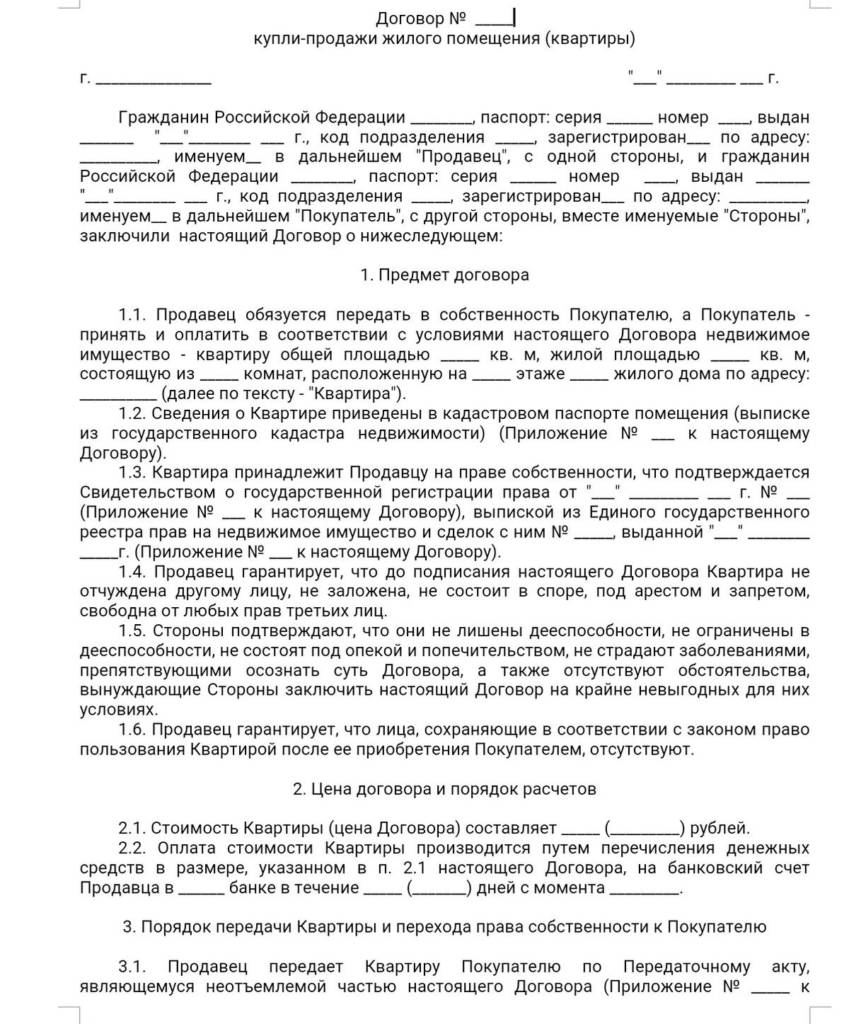 Договор № _____
купли-продажи жилого помещения (квартиры)
г. _______________ "___" _________ ___ г.
Гражданин Российской Федерации ________, паспорт: серия ______ номер ____, выдан
_______ "___"________ ___ г., код подразделения _____, зарегистрирован___ по адресу:
__________, именуем__ в дальнейшем "Продавец", с одной стороны, и гражданин
Российской Федерации ________, паспорт: серия ______ номер ____, выдан _______
"___"________ ___ г., код подразделения _____, зарегистрирован___ по адресу: __________,
именуем__ в дальнейшем "Покупатель", с другой стороны, вместе именуемые "Стороны",
заключили настоящий Договор о нижеследующем:
1. Предмет договора
1.1. Продавец обязуется передать в собственность Покупателю, а Покупатель -
принять и оплатить в соответствии с условиями настоящего Договора недвижимое
имущество - квартиру общей площадью _____ кв. м, жилой площадью _____ кв. м,
состоящую из _____ комнат, расположенную на _____ этаже _____ жилого дома по адресу:
__________ (далее по тексту - "Квартира").
1.2. Сведения о Квартире приведены в кадастровом паспорте помещения (выписке
из государственного кадастра недвижимости) (Приложение № ___ к настоящему
Договору).
1.3. Квартира принадлежит Продавцу на праве собственности, что подтверждается
Свидетельством о государственной регистрации права от "___" _________ ___ г. № ___
(Приложение № ___ к настоящему Договору), выпиской из Единого государственного
реестра прав на недвижимое имущество и сделок с ним № _____, выданной "___" ________
_____г. (Приложение № ___ к настоящему Договору).
1.4. Продавец гарантирует, что до подписания настоящего Договора Квартира не
отчуждена другому лицу, не заложена, не состоит в споре, под арестом и запретом,
свободна от любых прав третьих лиц.
1.5. Стороны подтверждают, что они не лишены дееспособности, не ограничены в
дееспособности, не состоят под опекой и попечительством, не страдают заболеваниями,
препятствующими осознать суть Договора, а также отсутствуют обстоятельства,
вынуждающие Стороны заключить настоящий Договор на крайне невыгодных для них
условиях.
1.6. Продавец гарантирует, что лица, сохраняющие в соответствии с законом право
пользования Квартирой после ее приобретения Покупателем, отсутствуют.
2. Цена договора и порядок расчетов
2.1. Стоимость Квартиры (цена Договора) составляет _____ (_________) рублей.
2.2. Оплата стоимости Квартиры производится путем перечисления денежных
средств в размере, указанном в п. 2.1 настоящего Договора, на банковский счет
Продавца в ______ банке в течение _____ (_______) дней с момента _________.
3. Порядок передачи Квартиры и перехода права собственности к Покупателю
3.1. Продавец передает Квартиру Покупателю по Передаточному акту,
являющемуся неотъемлемой частью настоящего Договора (Приложение № _____ к